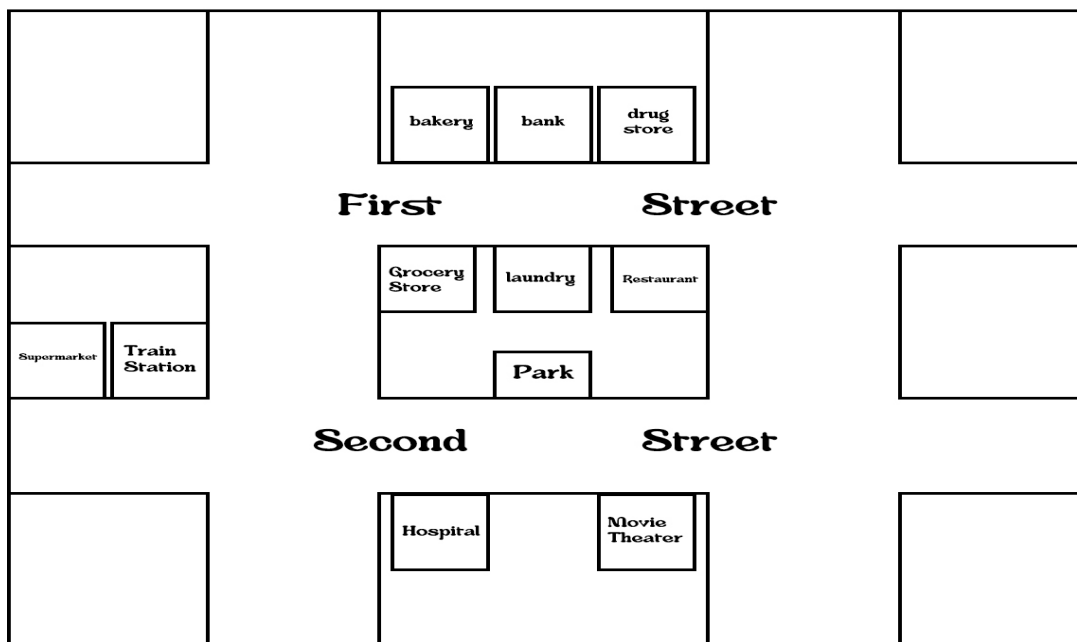 bakery
bank
drug
store
First Street
Grocery
Store
laundry
Restaurant
Supermarket
Train
Station
Park
Second Street
Hospital
Movie
Theater